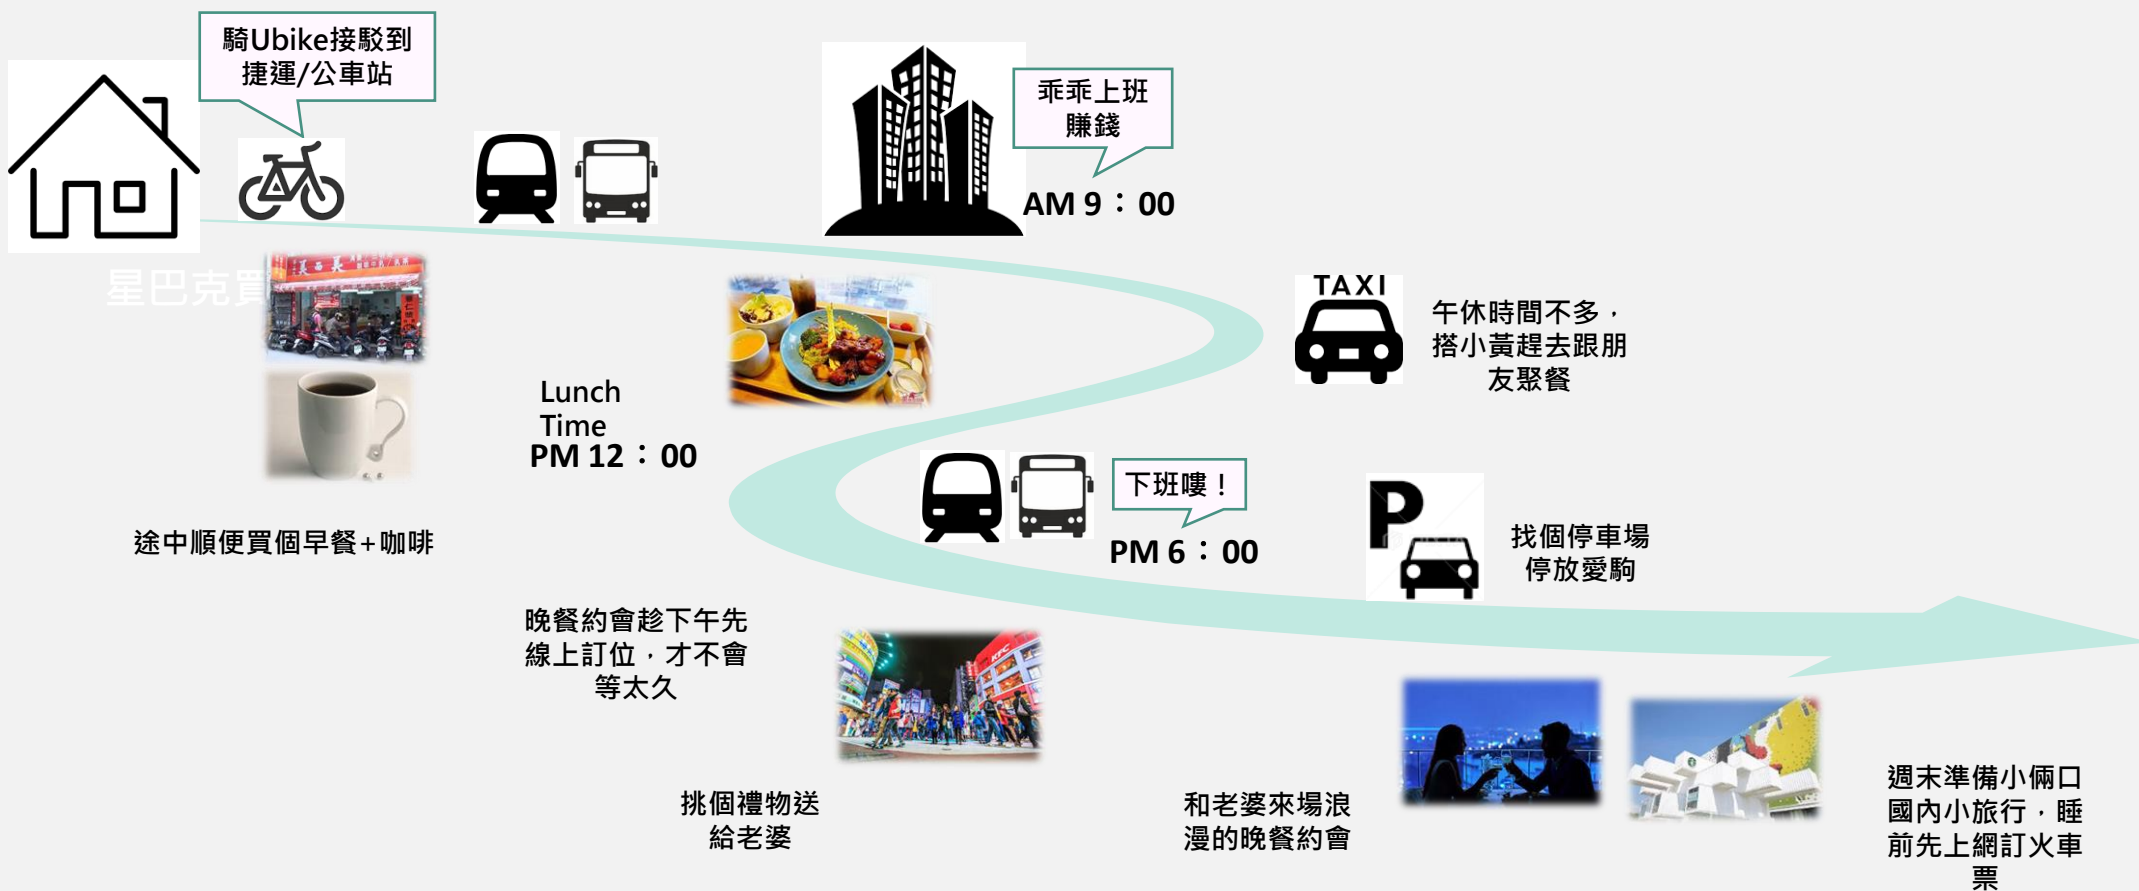 騎Ubike接駁到
捷運/公車站
乖乖上班
賺錢
AM 9：00
星巴克買
美而美
TAXI
午休時間不多，
搭小黃趕去跟朋
友聚餐
Lunch
Time
PM 12：00
下班嘍！
PM 6：00
P
找個停車場
停放愛駒
途中順便買個早餐+咖啡
晚餐約會趁下午先
線上訂位，才不會
等太久
KFC
挑個禮物送
給老婆
和老婆來場浪
漫的晚餐約會
週末準備小倆口
國內小旅行，睡
前先上網訂火車
票